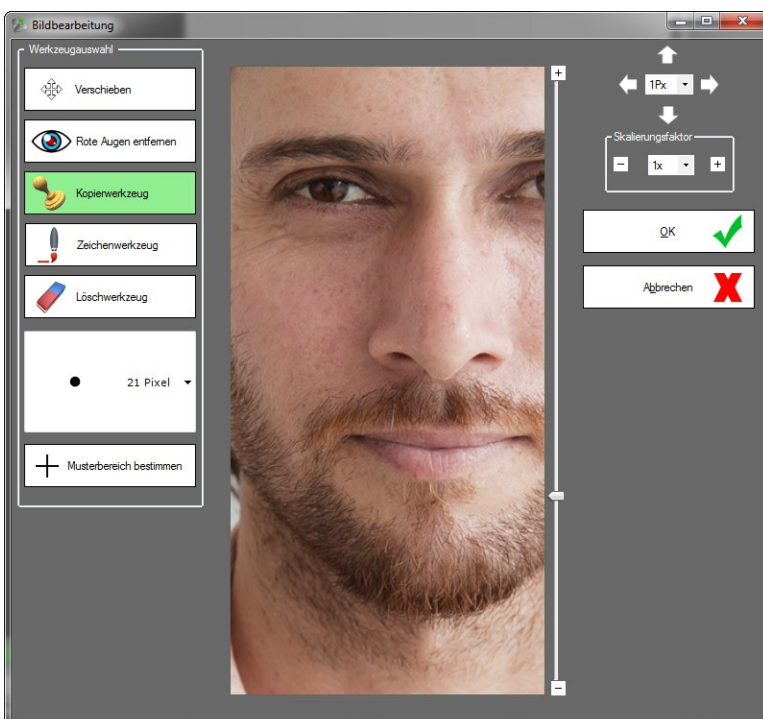 Bildbearbeitung
Werkzeugauswahl
Verschieben
Rote Augen entfernen
Kopierwerkzeug
Zeichenwerkzeug
Löschwerkzeug
21 Pixel
Musterbereich bestimmen
1Px
Skalierungsfaktor
1x
OK
Abbrechen